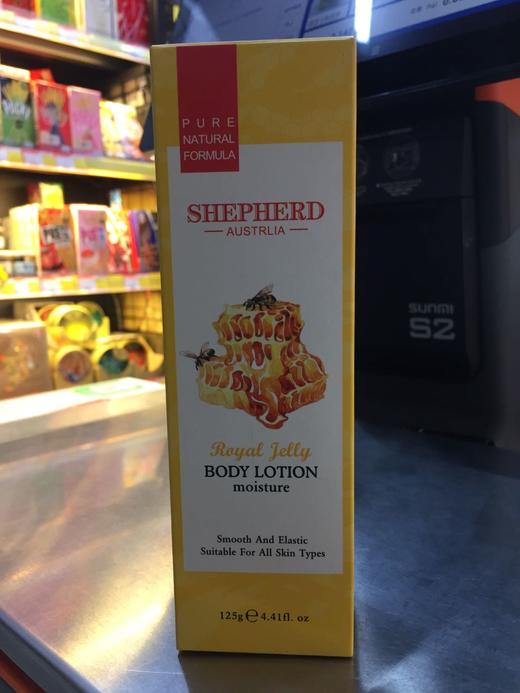 PURE
NATURAL
FORMULA
SHEPHERD
AUSTRLIA
Royal Jelly
BODY LOTION
moisture
Smooth And Elastic
Suitable For All Skin Types
125g ℮ 4.41fl. oz
SUNMI
S2